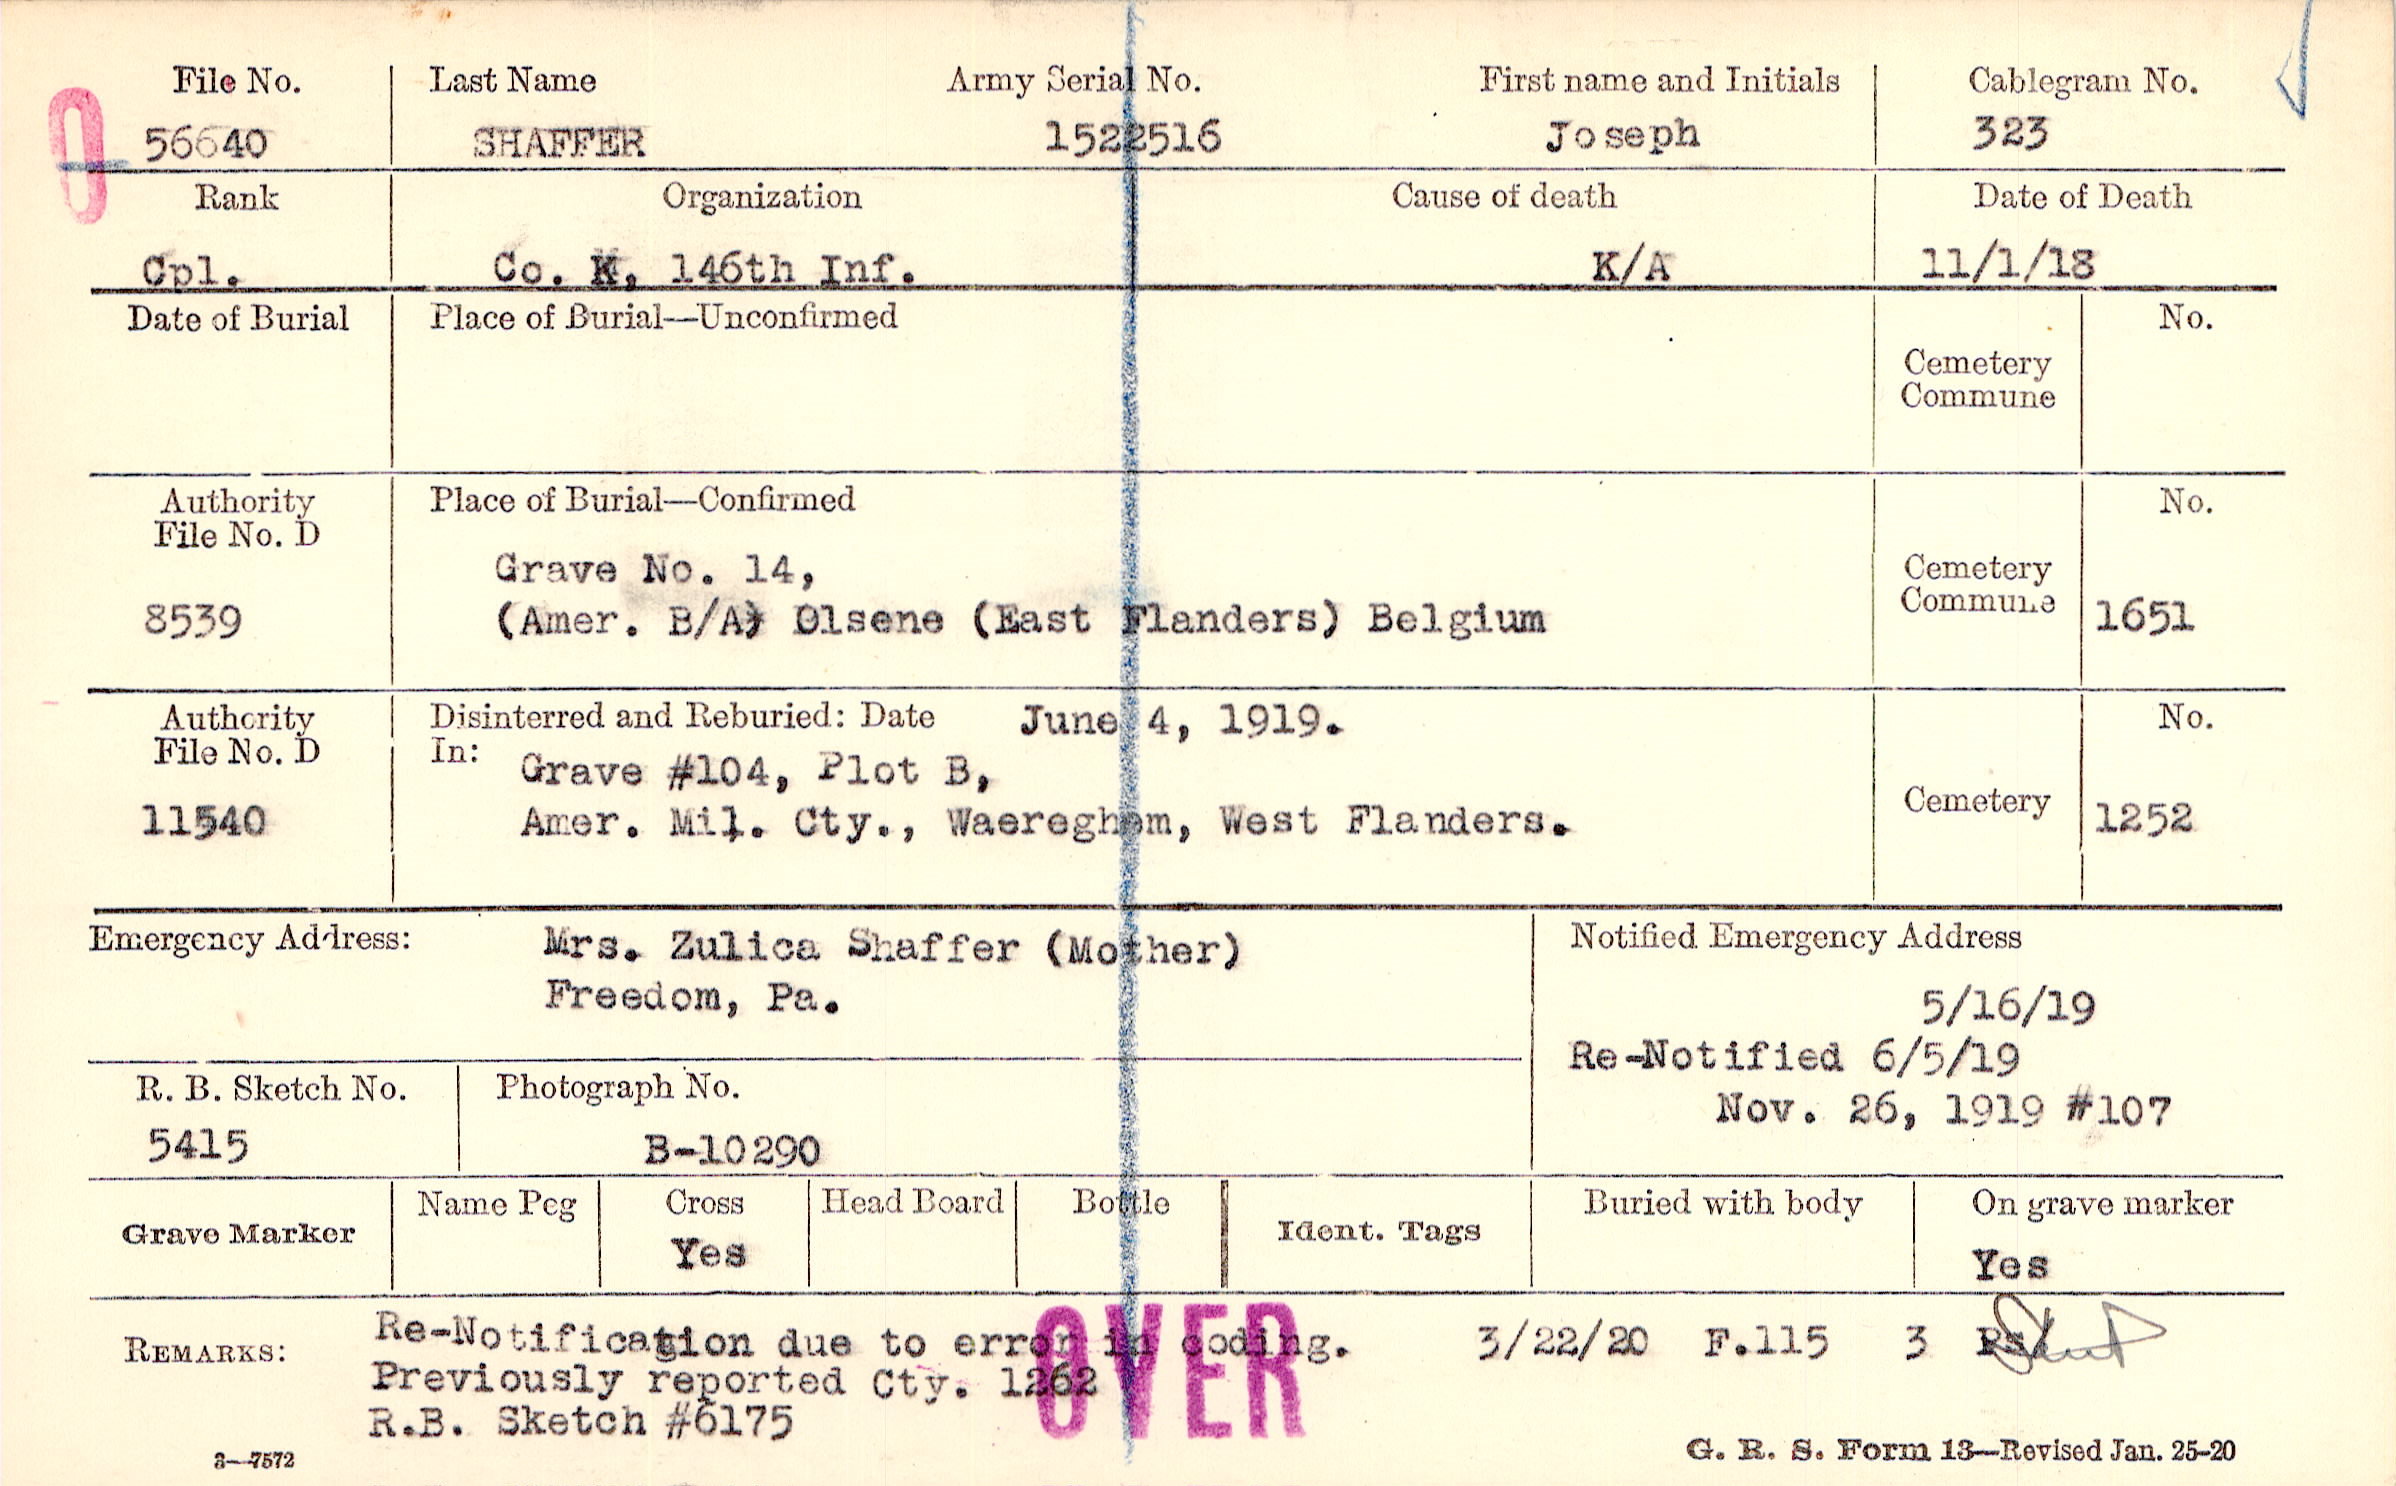 File No. Last Name Army Serial No. First name and Initials Cablegram No.
O 56640 SHAFFER 1522516 Joseph 323
Rank Organization Cause of death Date of Death
Cpl. Co. K, 146th Inf. K/A 11/1/18
Date of Burial Place of Burial—Unconfirmed No.
Cemetery
Commune
Authority Place of Burial—Confirmed No.
File No. D
Grave No. 14, Cemetery
8539 (Amer. B/A) Olsene (East Flanders) Belgium Commune 1651
Authority Disinterred and Reburied: Date June 4, 1919. No.
File No. D In: Grave #104, Plot B,
11540 Amer. Mil. Cty., Waereghem, West Flanders. Cemetery 1252
Emergency Address: Mrs. Zulica Shaffer (Mother) Notified Emergency Address
Freedom, Pa. 5/16/19
Re-Notified 6/5/19
R. B. Sketch No. Photograph No. Nov. 26, 1919 #107
5415 B-10290
Grave Marker Name Peg Cross Head Board Bottle Ident. Tags Buried with body On grave marker
Yes Yes
REMARKS: Re-Notification due to error in coding. 3/22/20 F.115 3
Previously reported Cty. 1262
R.B. Sketch #6175
OVER
3—7572 G. R. S. Form 13—Revised Jan. 25-20